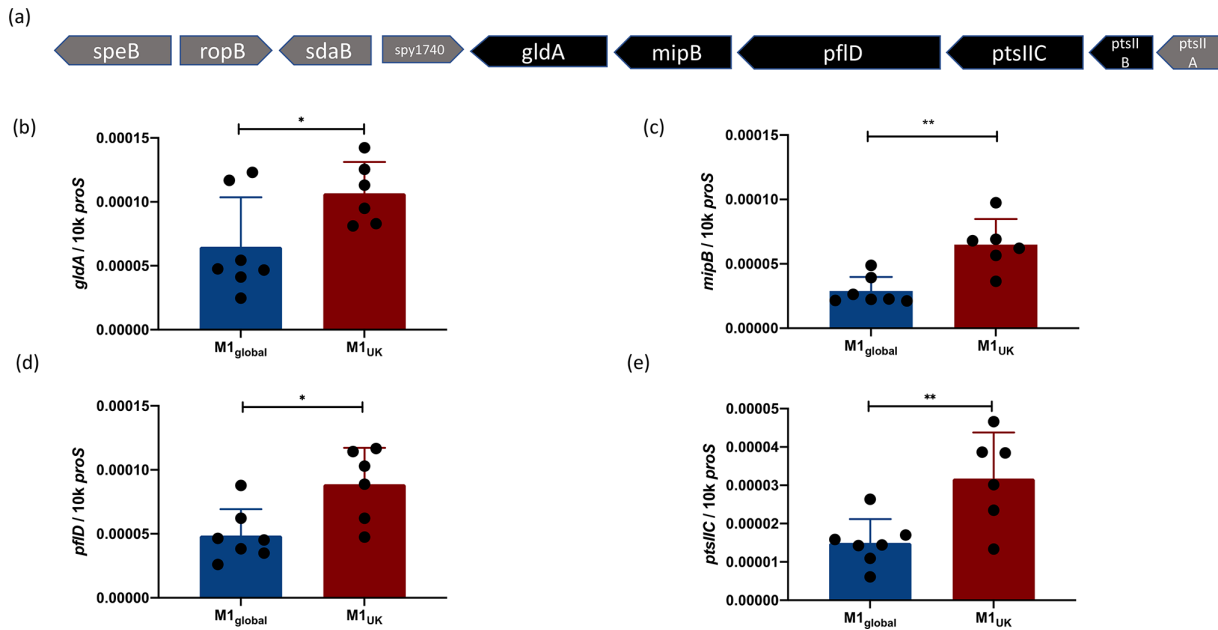 (a)
speB ropB sdaB spy1740 gldA mipB pflD ptsIIC ptsII B ptsII A
(b)
gldA / 10k proS
0.00015
0.00010
0.00005
0.00000
*
M1global M1UK
(c)
mipB / 10k proS
0.00015
0.00010
0.00005
0.00000
**
M1global M1UK
(d)
pflD / 10k proS
0.00015
0.00010
0.00005
0.00000
*
M1global M1UK
(e)
ptsIIC / 10k proS
0.00005
0.00004
0.00003
0.00002
0.00001
0.00000
**
M1global M1UK